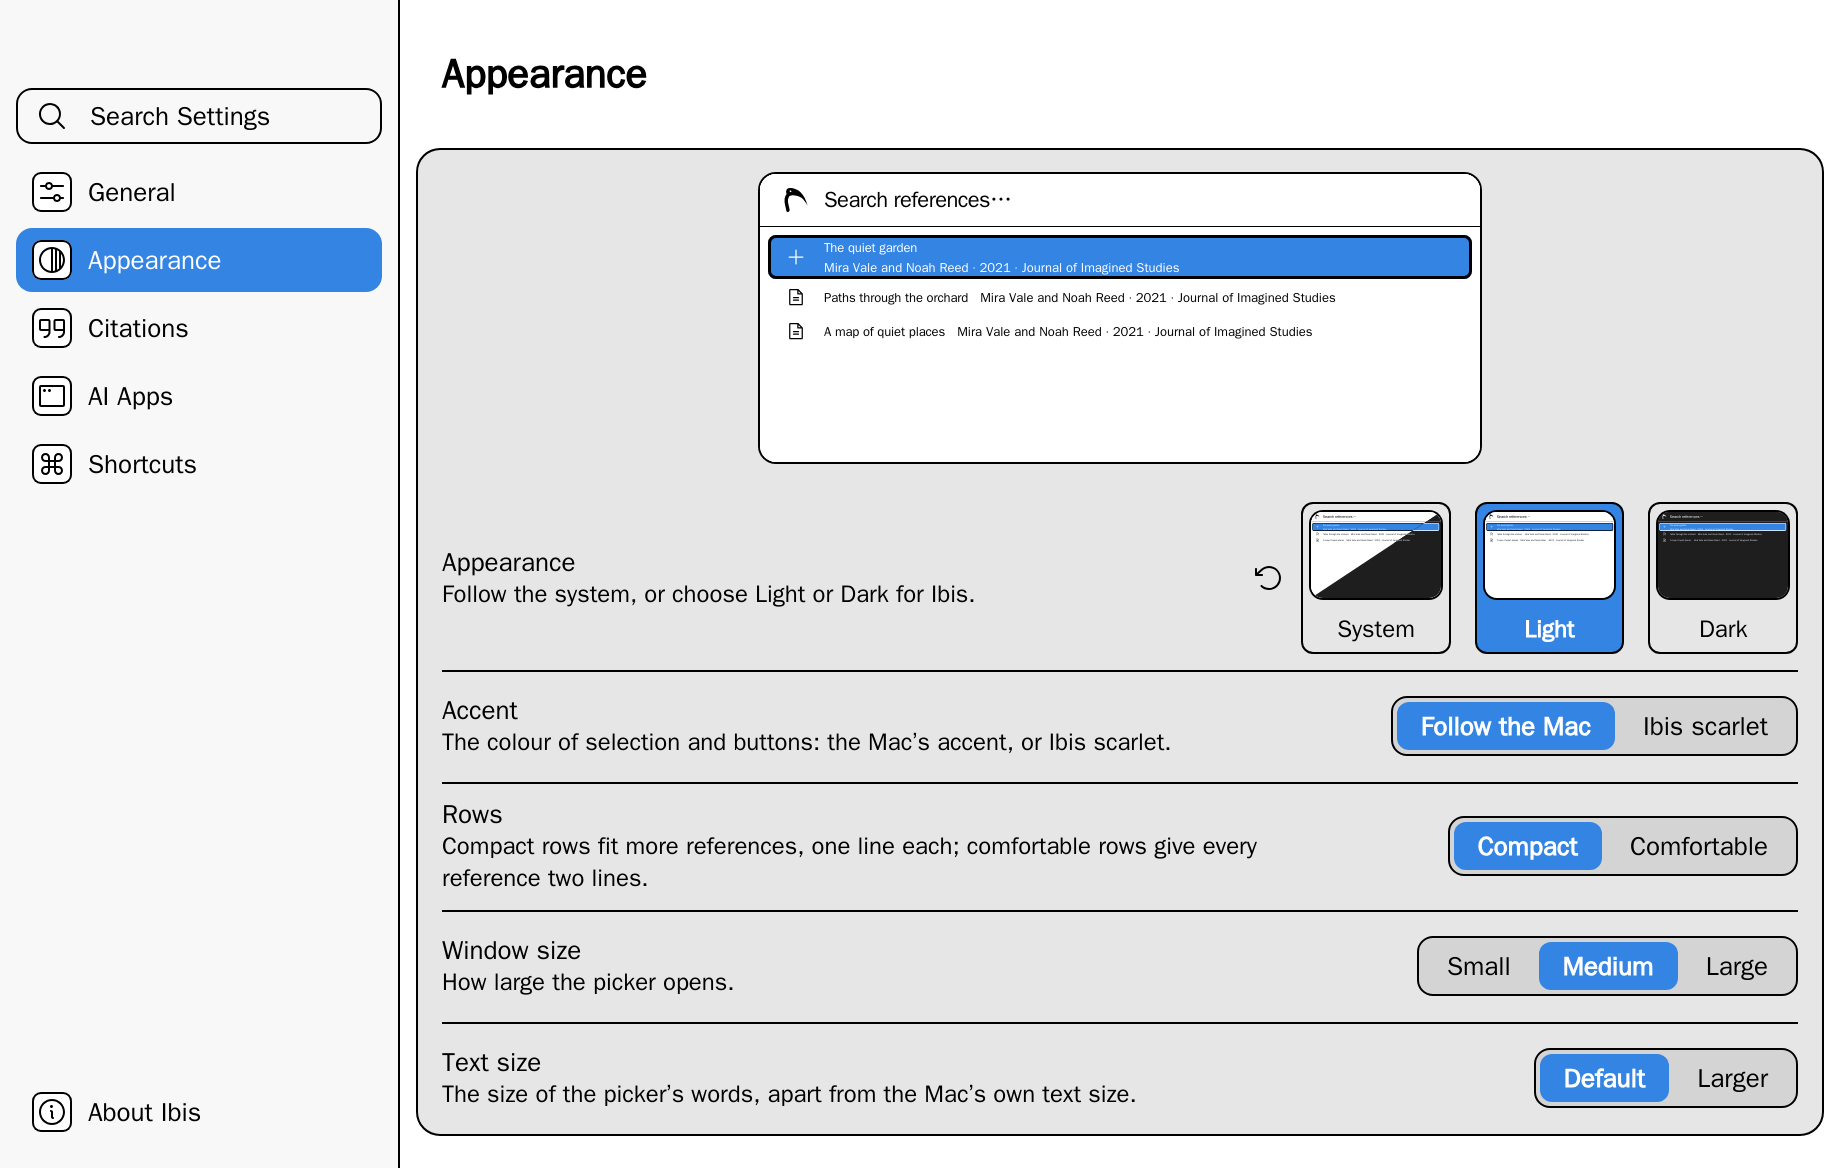 Search Settings
General
Appearance
Citations
AI Apps
Shortcuts
About Ibis
Appearance
Search references…
The quiet garden
Mira Vale and Noah Reed · 2021 · Journal of Imagined Studies
Paths through the orchard Mira Vale and Noah Reed · 2021 · Journal of Imagined Studies
A map of quiet places Mira Vale and Noah Reed · 2021 · Journal of Imagined Studies
Appearance
Follow the system, or choose Light or Dark for Ibis.
System
Light
Dark
Accent
The colour of selection and buttons: the Mac’s accent, or Ibis scarlet.
Follow the Mac
Ibis scarlet
Rows
Compact rows fit more references, one line each; comfortable rows give every
reference two lines.
Compact
Comfortable
Window size
How large the picker opens.
Small
Medium
Large
Text size
The size of the picker’s words, apart from the Mac’s own text size.
Default
Larger